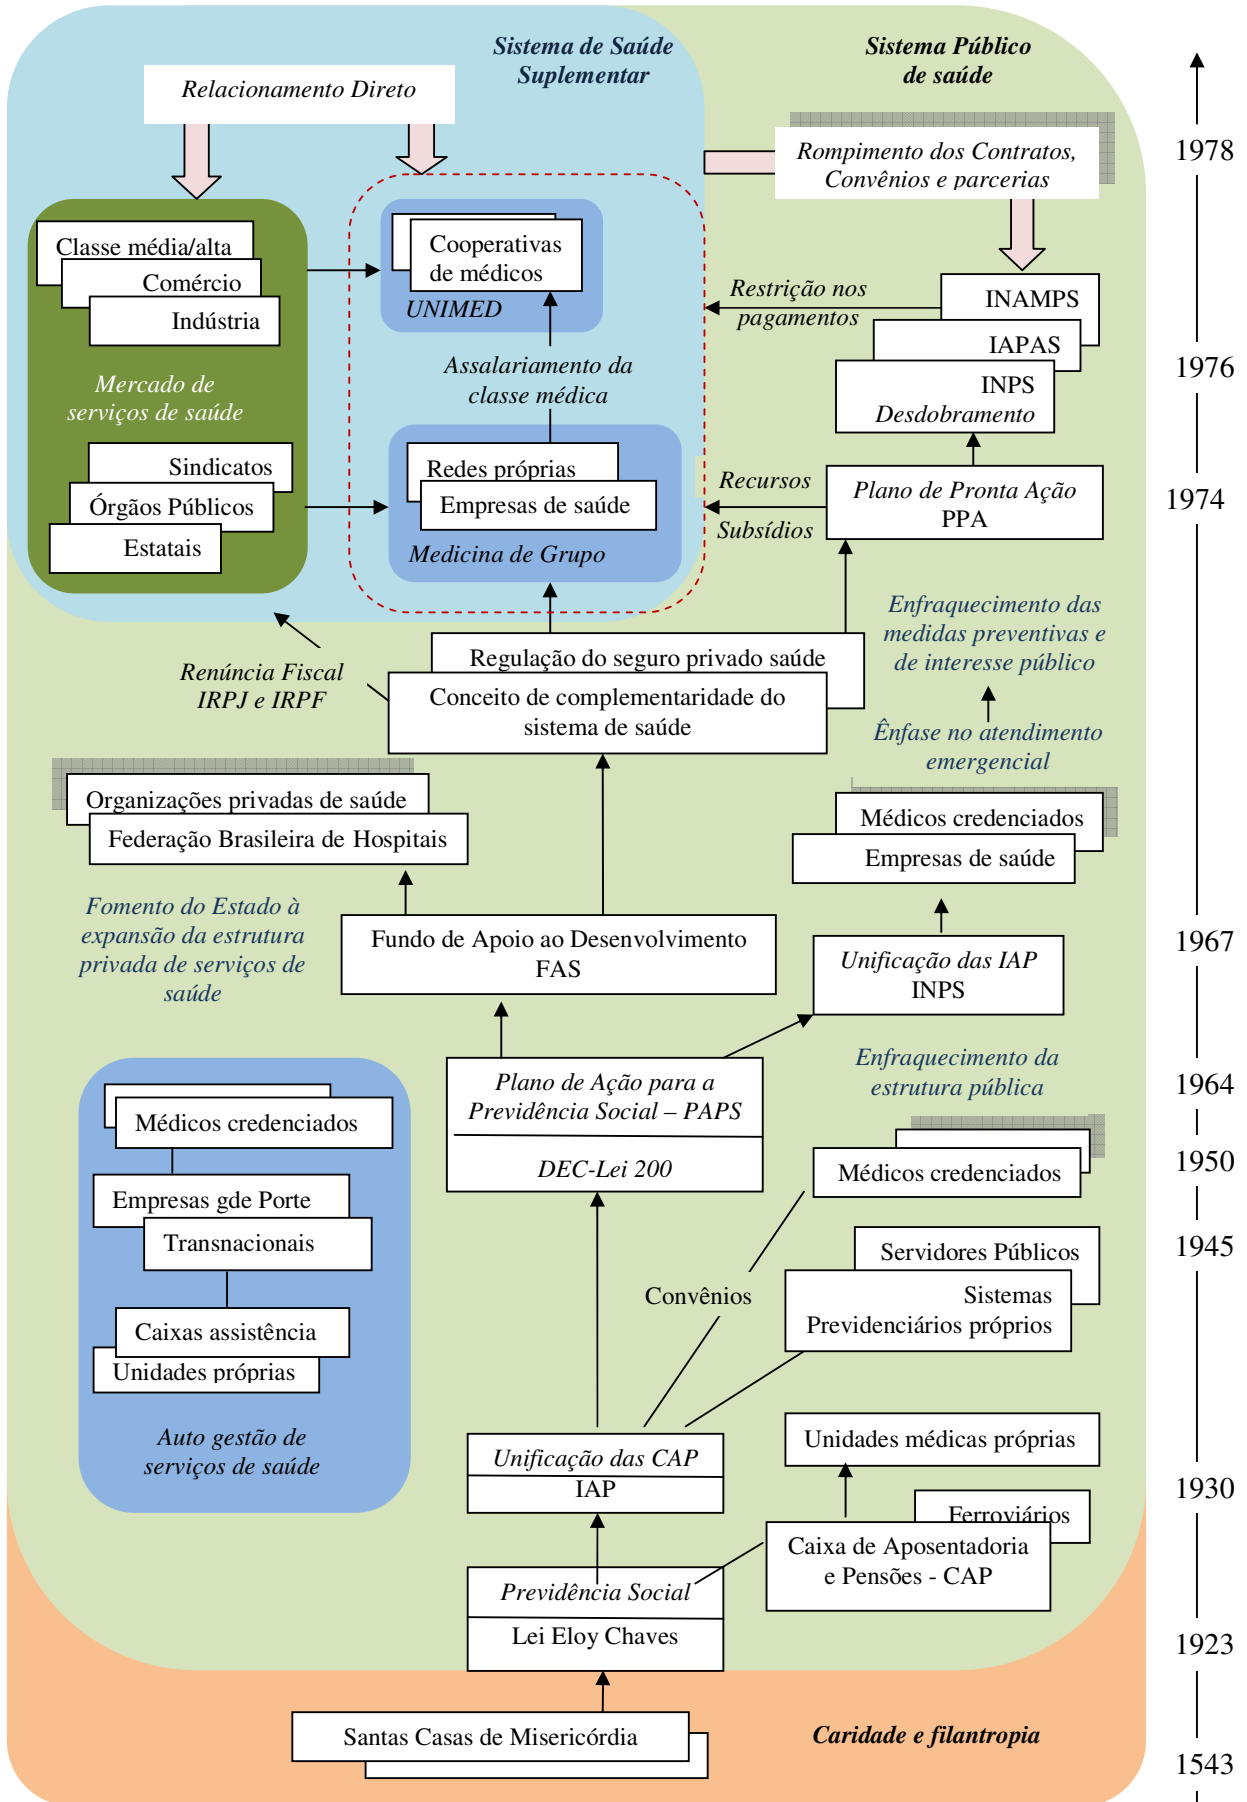 Sistema de Saúde
Suplementar
Sistema Público
de saúde
Relacionamento Direto
Rompimento dos Contratos,
Convênios e parcerias
1978
Classe média/alta
Comércio
Indústria
Mercado de
serviços de saúde
Sindicatos
Órgãos Públicos
Estatais
Cooperativas
de médicos
UNIMED
Assalariamento da
classe médica
Redes próprias
Empresas de saúde
Medicina de Grupo
Restrição nos
pagamentos
INAMPS
IAPAS
INPS
Desdobramento
1976
Recursos
Subsídios
Plano de Pronta Ação
PPA
1974
Enfraquecimento das
medidas preventivas e
de interesse público
Ênfase no atendimento
emergencial
Renúncia Fiscal
IRPJ e IRPF
Regulação do seguro privado saúde
Conceito de complementaridade do
sistema de saúde
Organizações privadas de saúde
Federação Brasileira de Hospitais
Médicos credenciados
Empresas de saúde
Fomento do Estado à
expansão da estrutura
privada de serviços de
saúde
Fundo de Apoio ao Desenvolvimento
FAS
Unificação das IAP
INPS
1967
Plano de Ação para a
Previdência Social – PAPS
DEC-Lei 200
Enfraquecimento da
estrutura pública
1964
Médicos credenciados
Empresas gde Porte
Transnacionais
Caixas assistência
Unidades próprias
Auto gestão de
serviços de saúde
Médicos credenciados
1950
Convênios
Servidores Públicos
Sistemas
Previdenciários próprios
1945
Unificação das CAP
IAP
Unidades médicas próprias
1930
Ferroviários
Caixa de Aposentadoria
e Pensões - CAP
Previdência Social
Lei Eloy Chaves
1923
Santas Casas de Misericórdia
Caridade e filantropia
1543